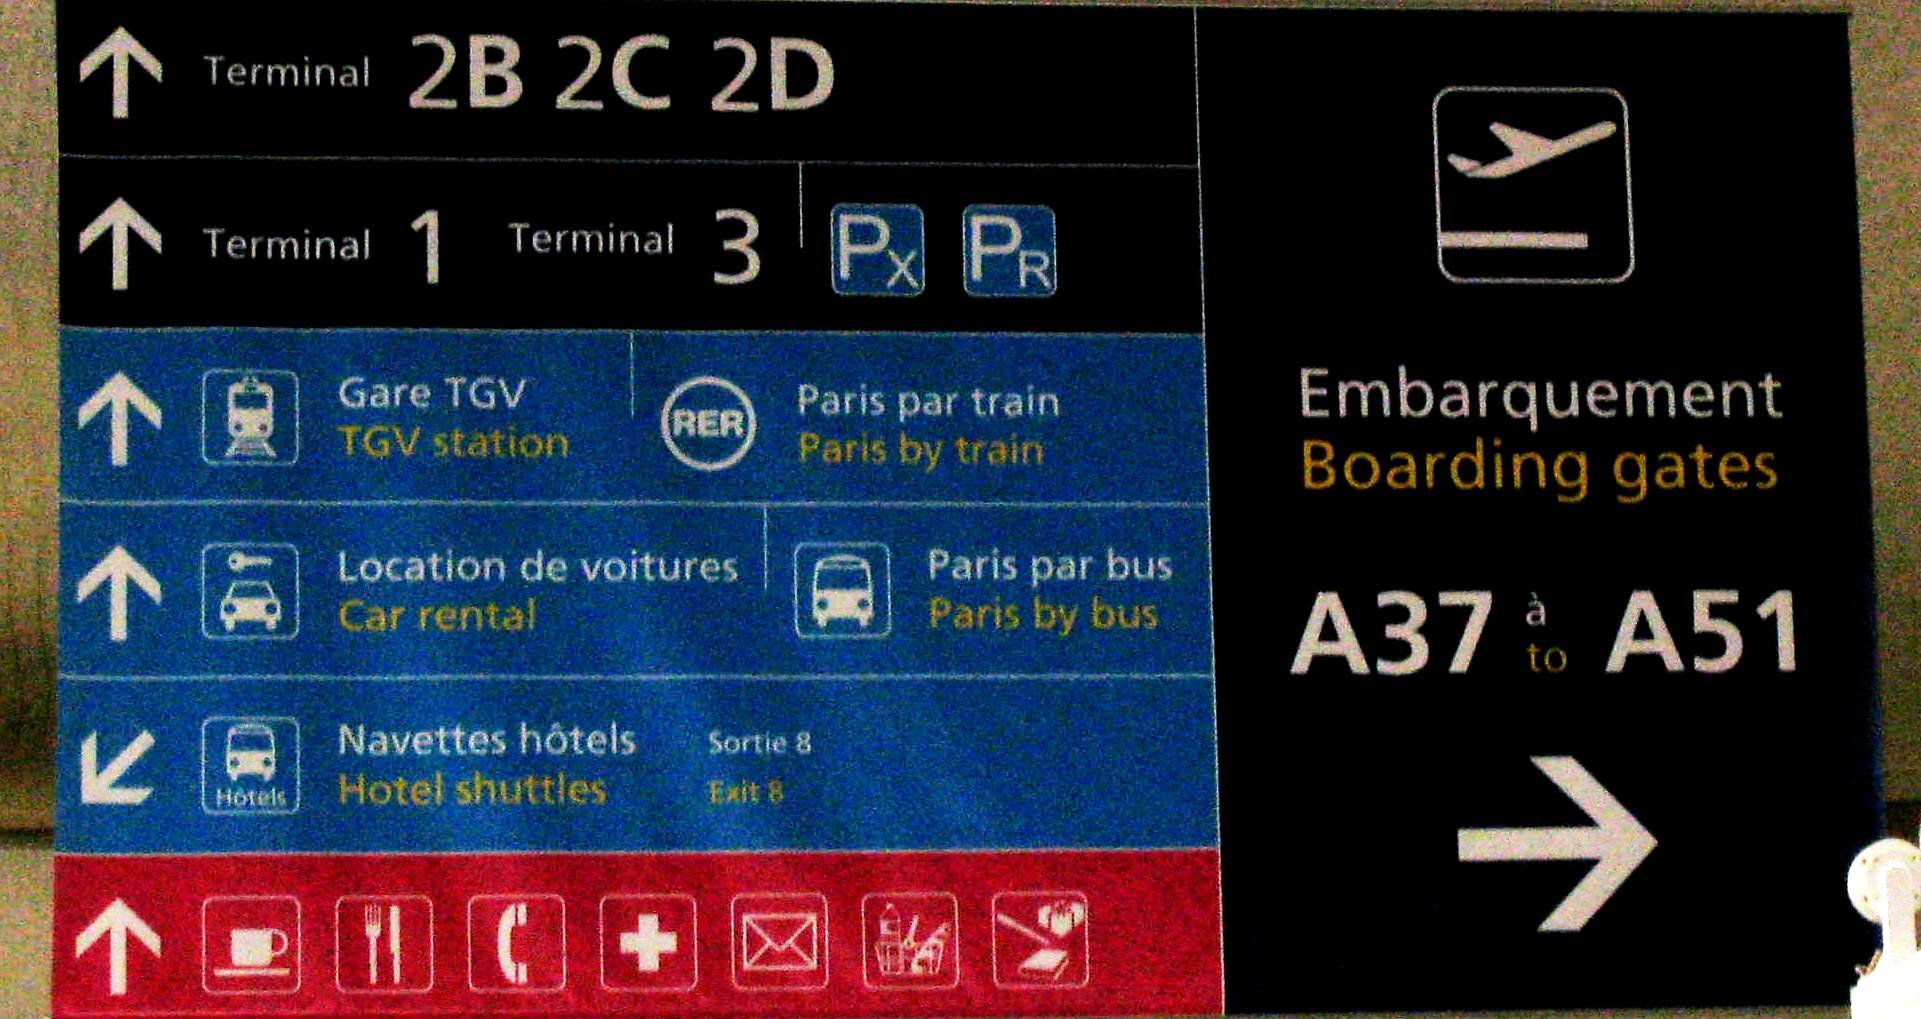 Terminal 2B 2C 2D
Terminal 1 Terminal 3 PX PR
Gare TGV
TGV station
RER
Paris par train
Paris by train
Location de voitures
Car rental
Paris par bus
Paris by bus
Hôtels
Navettes hôtels Sortie 8
Hotel shuttles Exit 8
Embarquement
Boarding gates
A37 à to A51